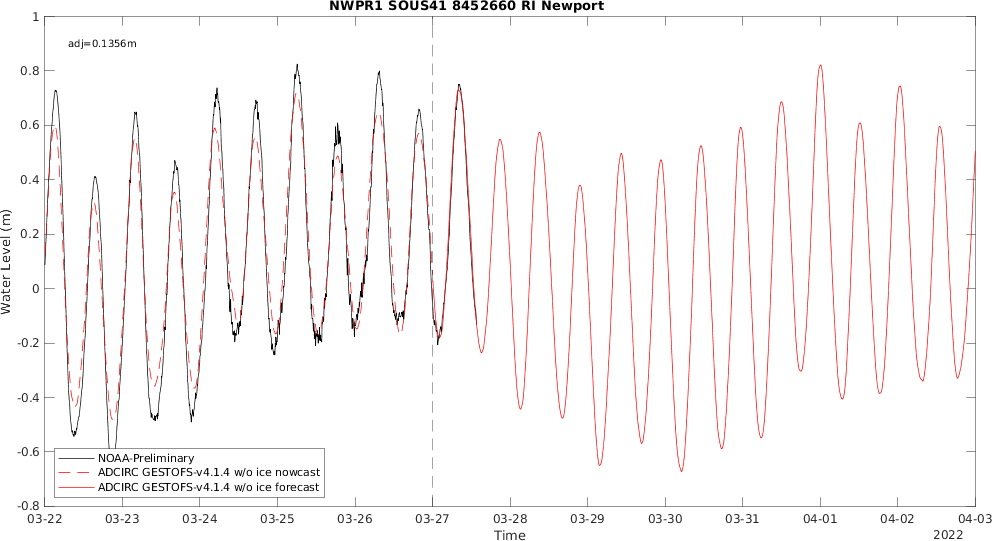 NWPR1 SOUS41 8452660 RI Newport
adj=0.1356m
1
0.8
0.6
0.4
0.2
0
-0.2
-0.4
-0.6
-0.8
Water Level (m)
NOAA-Preliminary
ADCIRC GESTOFS-v4.1.4 w/o ice nowcast
ADCIRC GESTOFS-v4.1.4 w/o ice forecast
03-22 03-23 03-24 03-25 03-26 03-27 03-28 03-29 03-30 03-31 04-01 04-02 04-03
Time
2022